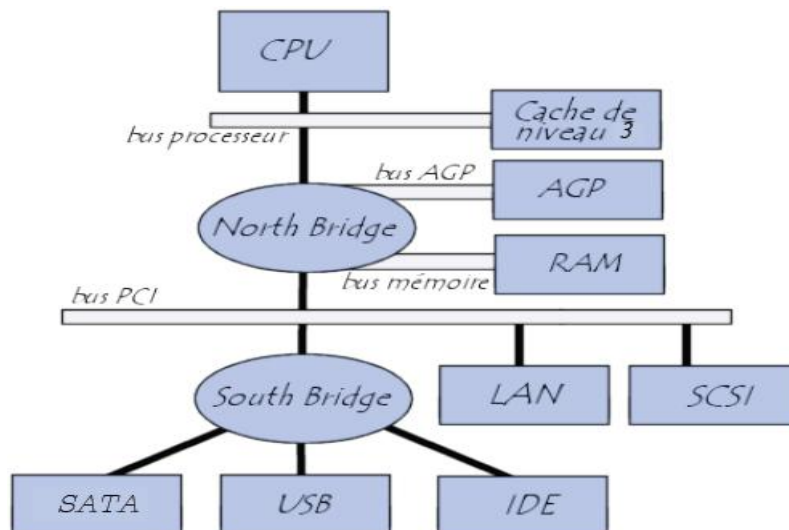 CPU
Cache de
niveau 3
bus processeur
bus AGP
AGP
North Bridge
RAM
bus mémoire
bus PCI
South Bridge
LAN
SCSI
SATA
USB
IDE